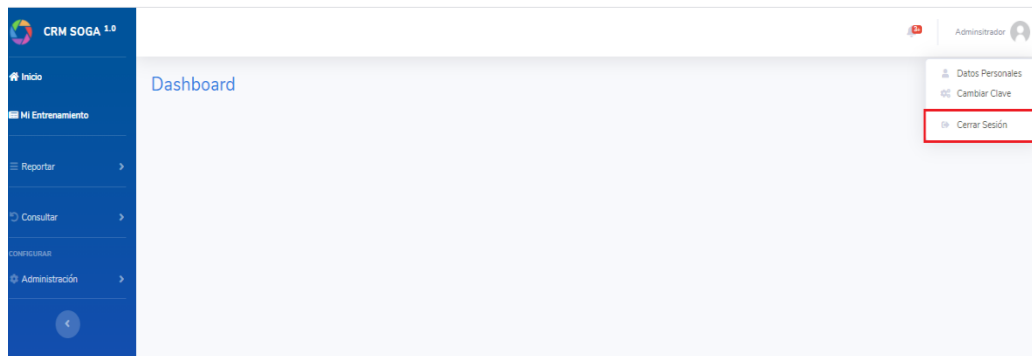 CRM SOGA 1.0
3+
Adminsitrador
Inicio
Mi Entrenamiento
Reportar
Consultar
CONFIGURAR
Administración
Dashboard
Datos Personales
Cambiar Clave
Cerrar Sesión